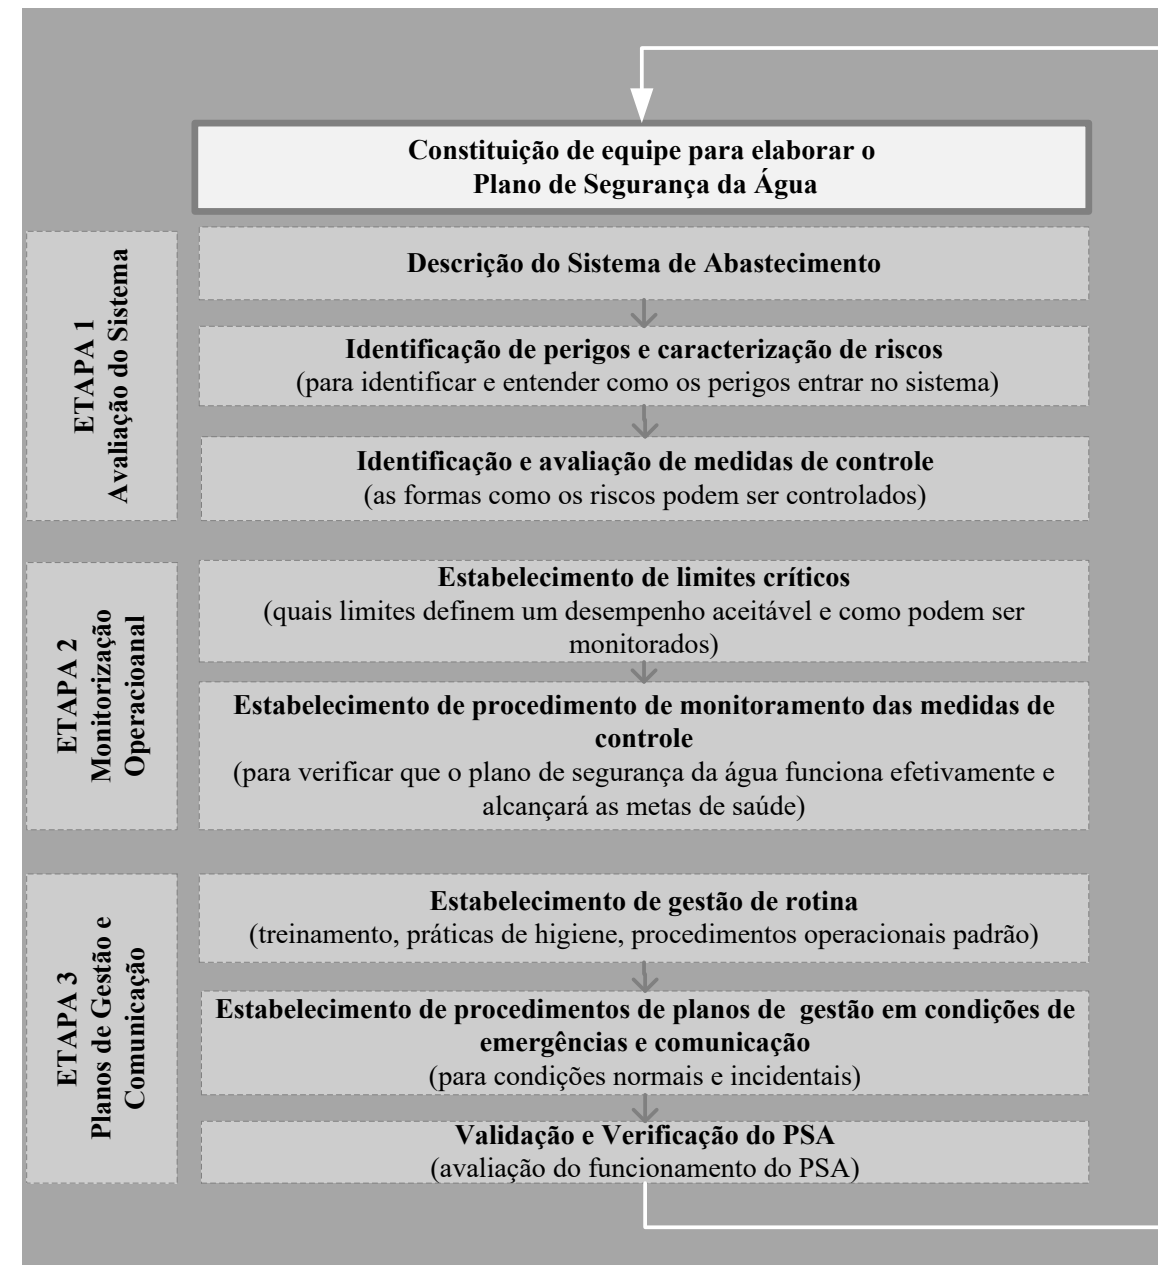 Constituição de equipe para elaborar o
Plano de Segurança da Água
ETAPA 1
Avaliação do Sistema
Descrição do Sistema de Abastecimento
Identificação de perigos e caracterização de riscos
(para identificar e entender como os perigos entrar no sistema)
Identificação e avaliação de medidas de controle
(as formas como os riscos podem ser controlados)
ETAPA 2
Monitorização
Operacioanal
Estabelecimento de limites críticos
(quais limites definem um desempenho aceitável e como podem ser
monitorados)
Estabelecimento de procedimento de monitoramento das medidas de
controle
(para verificar que o plano de segurança da água funciona efetivamente e
alcançará as metas de saúde)
ETAPA 3
Planos de Gestão e
Comunicação
Estabelecimento de gestão de rotina
(treinamento, práticas de higiene, procedimentos operacionais padrão)
Estabelecimento de procedimentos de planos de  gestão em condições de
emergências e comunicação
(para condições normais e incidentais)
Validação e Verificação do PSA
(avaliação do funcionamento do PSA)